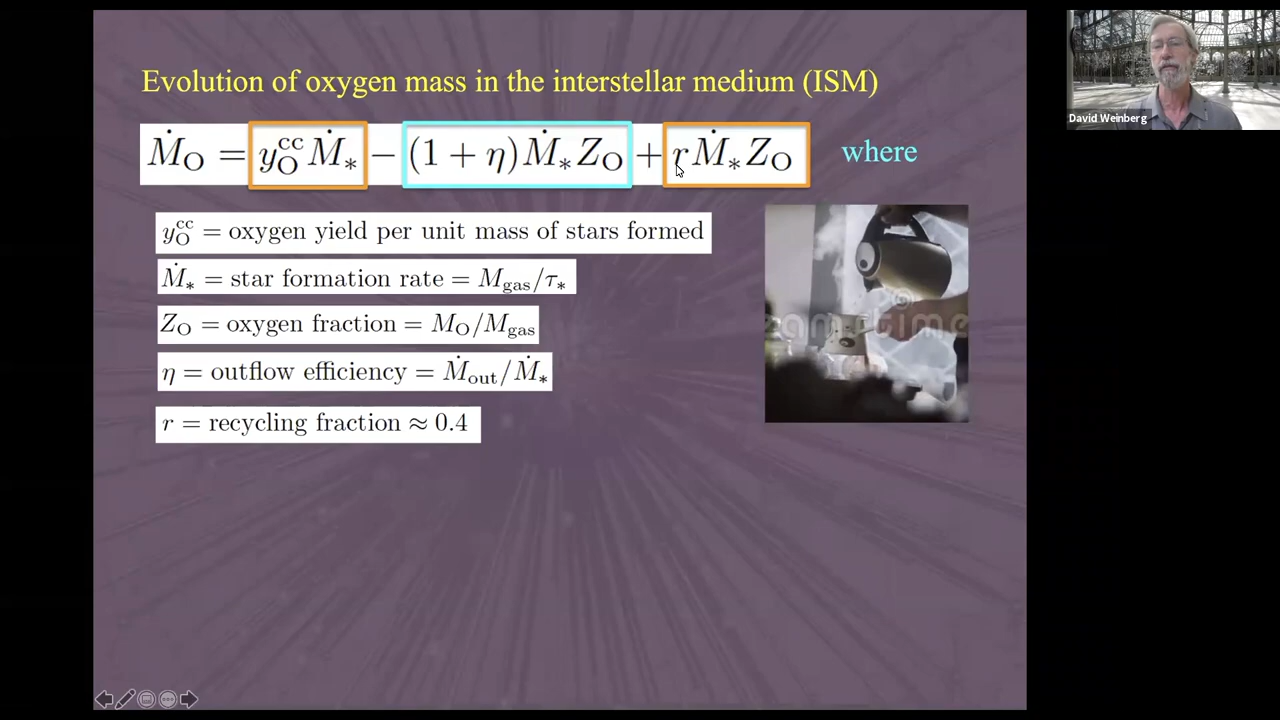 Evolution of oxygen mass in the interstellar medium (ISM)
Ṁ_O = y_O^cc Ṁ_* − (1 + η)Ṁ_* Z_O + rṀ_* Z_O where
y_O^cc = oxygen yield per unit mass of stars formed
Ṁ_* = star formation rate = M_gas/τ_*
Z_O = oxygen fraction = M_O/M_gas
η = outflow efficiency = Ṁ_out/Ṁ_*
r = recycling fraction ≈ 0.4
David Weinberg